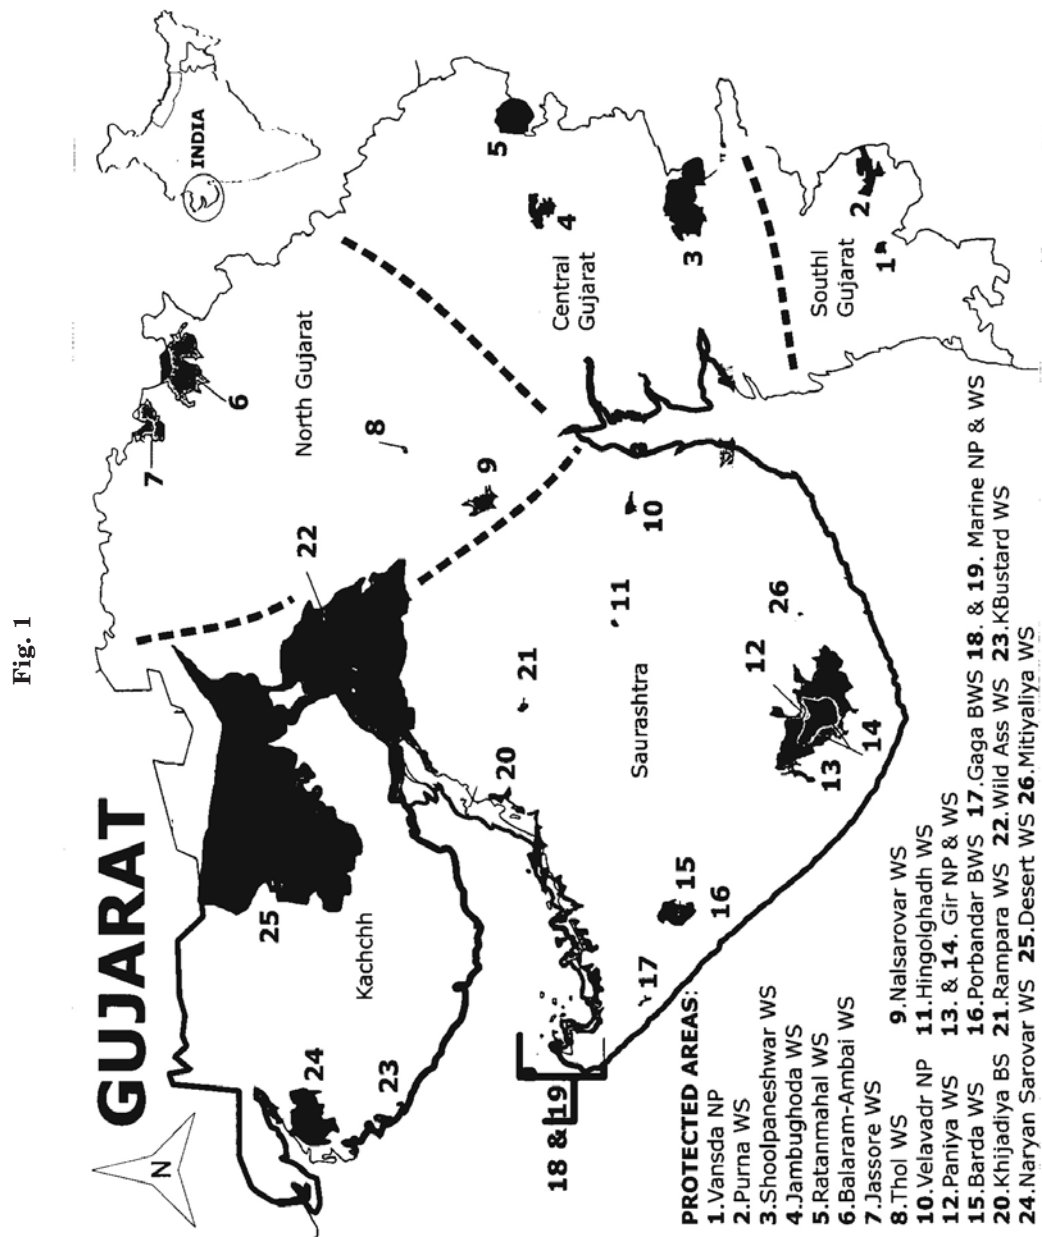 Fig. 1
GUJARAT
INDIA
N
North Gujarat
Central
Gujarat
Southl
Gujarat
Saurashtra
Kachchh
1
2
3
4
5
6
7
8
9
10
11
12
13
14
15
16
17
18 & 19
20
21
22
23
24
25
26
PROTECTED AREAS:
1.Vansda NP
2.Purna WS
3.Shoolpaneshwar WS
4.Jambughoda WS
5.Ratanmahal WS
6.Balaram-Ambai WS
7.Jassore WS
8.Thol WS 9.Nalsarovar WS
10.Velavadr NP 11.Hingolghadh WS
12.Paniya WS 13. & 14. Gir NP & WS
15.Barda WS 16.Porbandar BWS 17.Gaga BWS 18. & 19. Marine NP & WS
20.Khijadiya BS 21.Rampara WS 22.Wild Ass WS 23.KBustard WS
24.Naryan Sarovar WS 25.Desert WS 26.Mitiyaliya WS